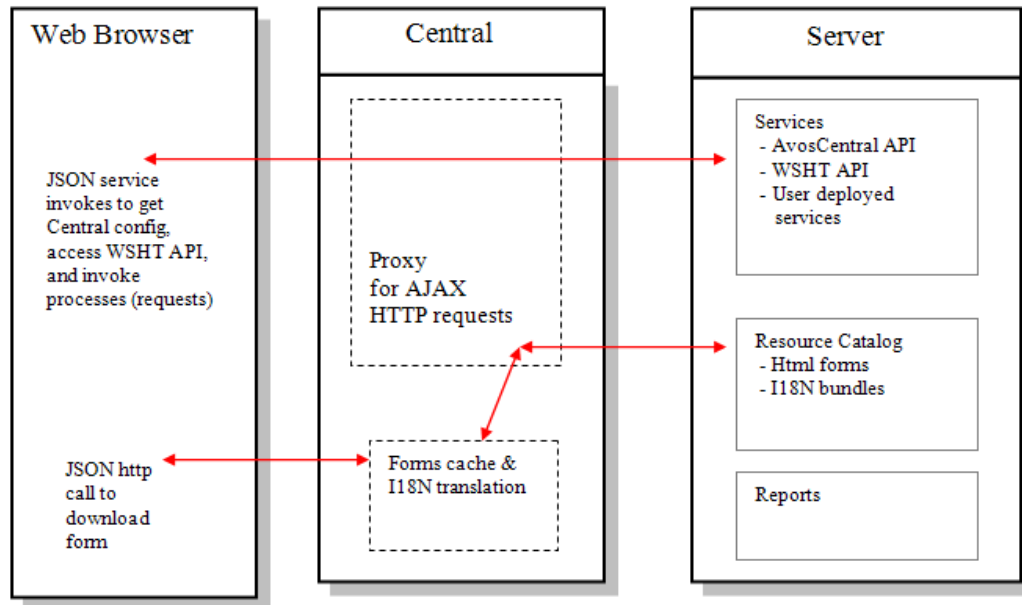 Web Browser
JSON service
invokes to get
Central config,
access WSHT API,
and invoke
processes (requests)
JSON http
call to
download
form
Central
Proxy
for AJAX
HTTP requests
Forms cache &
I18N translation
Server
Services
- AvosCentral API
- WSHT API
- User deployed
services
Resource Catalog
- Html forms
- I18N bundles
Reports